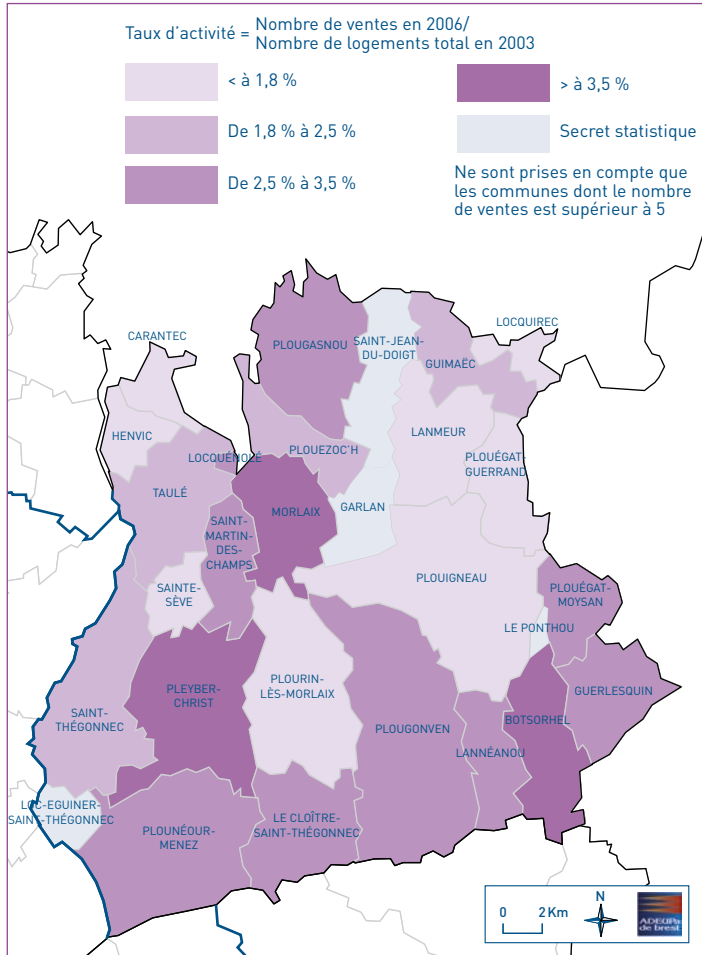 Taux d'activité = Nombre de ventes en 2006/
Nombre de logements total en 2003
< à 1,8 %
> à 3,5 %
De 1,8 % à 2,5 %
Secret statistique
De 2,5 % à 3,5 %
Ne sont prises en compte que
les communes dont le nombre
de ventes est supérieur à 5
CARANTEC
LOCQUIREC
PLOUGASNOU
SAINT-JEAN-
DU-DOIGT
GUIMAËC
HENVIC
LANMEUR
PLOUEZOC'H
LOCQUÉNOLÉ
PLOUÉGAT-
GUERRAND
TAULÉ
MORLAIX
GARLAN
SAINT-
MARTIN-
DES-
CHAMPS
PLOUIGNEAU
SAINTE-
SÈVE
PLOUÉGAT-
MOYSAN
LE PONTHOU
PLEYBER-
CHRIST
PLOURIN-
LÈS-MORLAIX
GUERLESQUIN
SAINT-
THÉGONNEC
BOTSORHEL
PLOUGONVEN
LANNÉANOU
LOC-EGUINER-
SAINT-THÉGONNEC
PLOUNÉOUR-
MENEZ
LE CLOÎTRE-
SAINT-THÉGONNEC
N
0 2 Km
ADEUPa
de brest